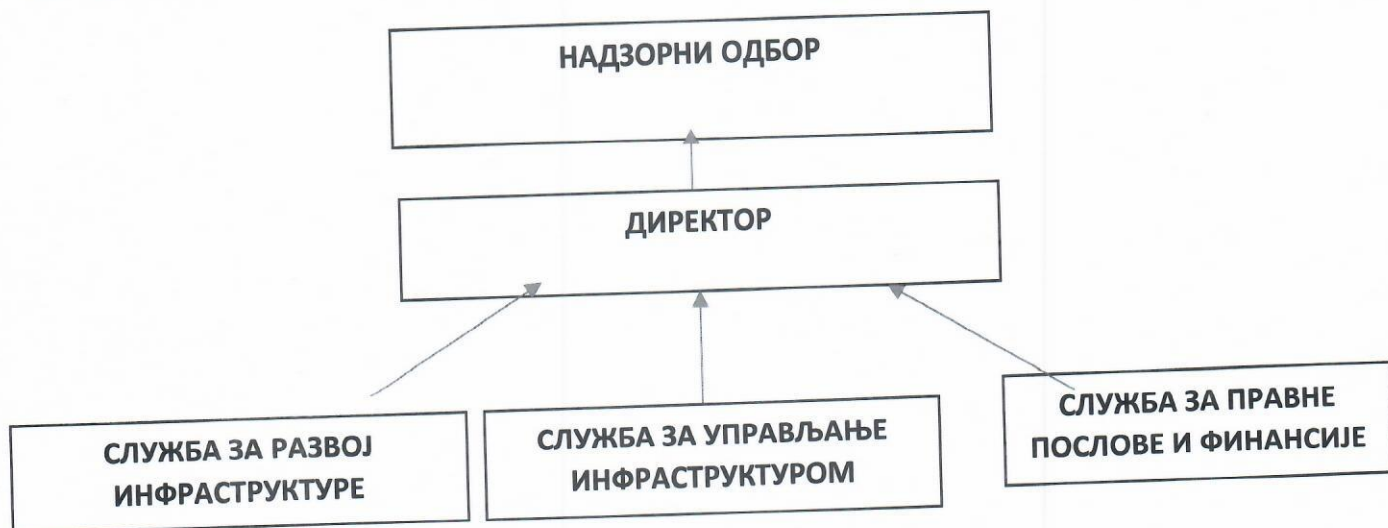 НАДЗОРНИ ОДБОР
ДИРЕКТОР
СЛУЖБА ЗА РАЗВОЈ
ИНФРАСТРУКТУРЕ
СЛУЖБА ЗА УПРАВЉАЊЕ
ИНФРАСТРУКТУРОМ
СЛУЖБА ЗА ПРАВНЕ
ПОСЛОВЕ И ФИНАНСИЈЕ